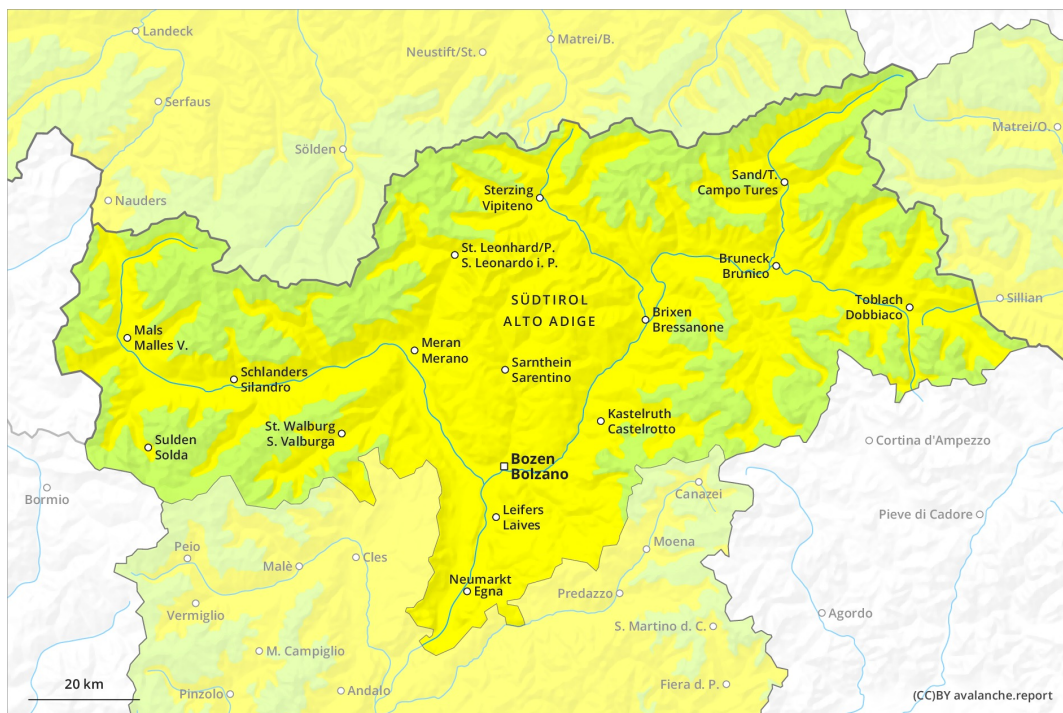 Landeck
Matrei/B.
Neustift/St.
Serfaus
Matrei/O.
Sölden
Sand/T.
Campo Tures
Sterzing
Vipiteno
Nauders
St. Leonhard/P.
S. Leonardo i. P.
Bruneck
Brunico
SÜDTIROL
ALTO ADIGE
Toblach
Dobbiaco
Sillian
Brixen
Bressanone
Mals
Malles V.
Meran
Merano
Sarnthein
Sarentino
Schlanders
Silandro
Kastelruth
Castelrotto
St. Walburg
S. Valburga
Sulden
Solda
Cortina d'Ampezzo
Bozen
Bolzano
Bormio
Canazei
Leifers
Laives
Pieve di Cadore
Peio
Cles
Moena
Malè
Neumarkt
Egna
Predazzo
Vermiglio
Agordo
S. Martino d. C.
M. Campiglio
20 km
Pinzolo
Andalo
Fiera d. P.
(CC)BY avalanche.report